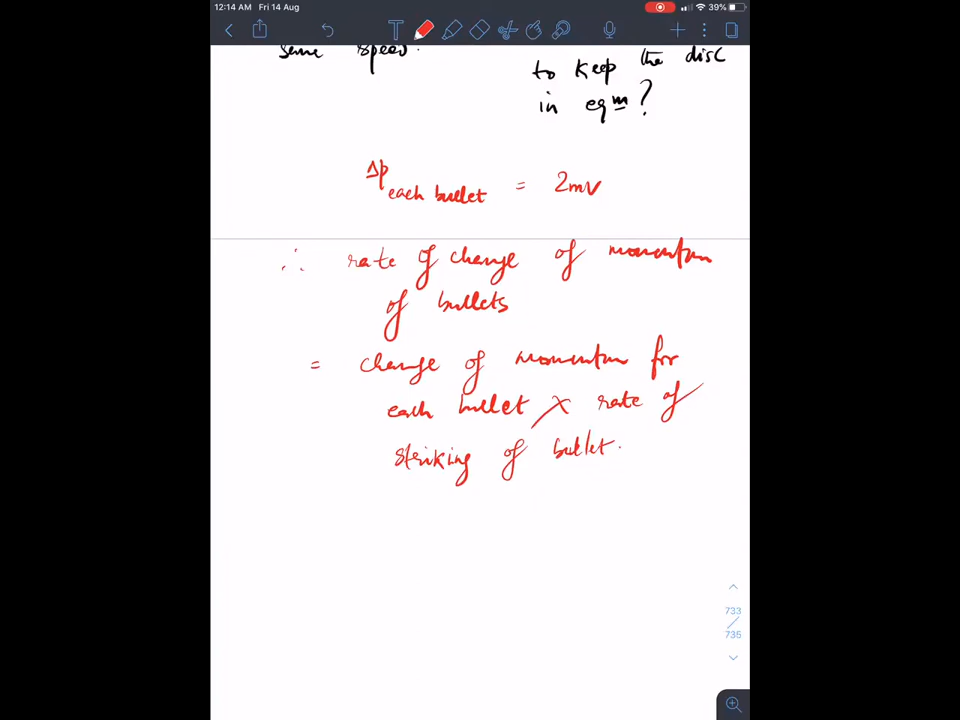 12:14 AM Fri 14 Aug
39%
same speed.
to keep the disc
in eqm?
Δp each bullet = 2mv
∴ rate of change of momentum
of bullets
= change of momentum for
each bullet × rate of
striking of bullet.
733
735